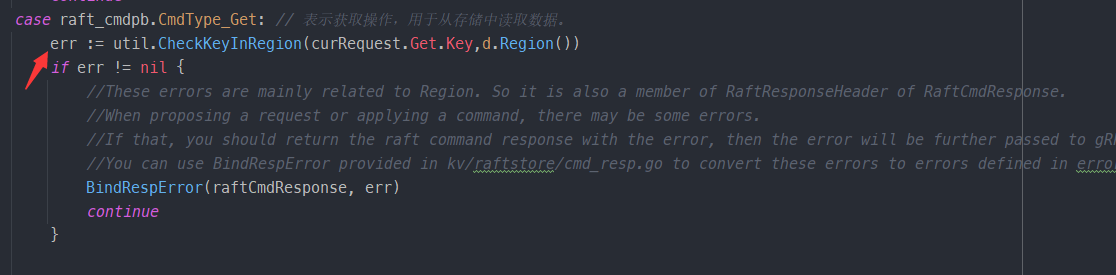 continue
case raft_cmdpb.CmdType_Get: // 表示获取操作，用于从存储中读取数据.
err := util.CheckKeyInRegion(curRequest.Get.Key,d.Region())
if err != nil {
//These errors are mainly related to Region. So it is also a member of RaftResponseHeader of RaftCmdResponse.
//When proposing a request or applying a command, there may be some errors.
//If that, you should return the raft command response with the error, then the error will be further passed to gR
//You can use BindRespError provided in kv/raftstore/cmd_resp.go to convert these errors to errors defined in erro
BindRespError(raftCmdResponse, err)
continue
}